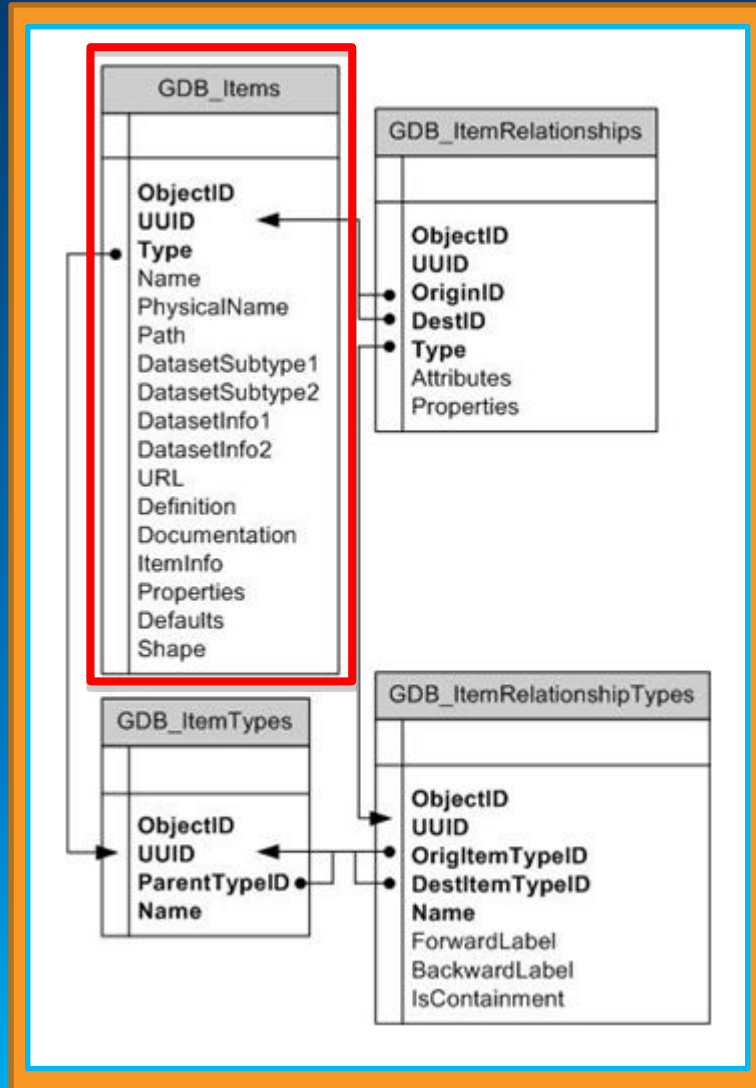 GDB_Items
ObjectID
UUID
Type
Name
PhysicalName
Path
DatasetSubtype1
DatasetSubtype2
DatasetInfo1
DatasetInfo2
URL
Definition
Documentation
ItemInfo
Properties
Defaults
Shape
GDB_ItemRelationships
ObjectID
UUID
OriginID
DestID
Type
Attributes
Properties
GDB_ItemTypes
ObjectID
UUID
ParentTypeID
Name
GDB_ItemRelationshipTypes
ObjectID
UUID
OrigItemTypeID
DestItemTypeID
Name
ForwardLabel
BackwardLabel
IsContainment